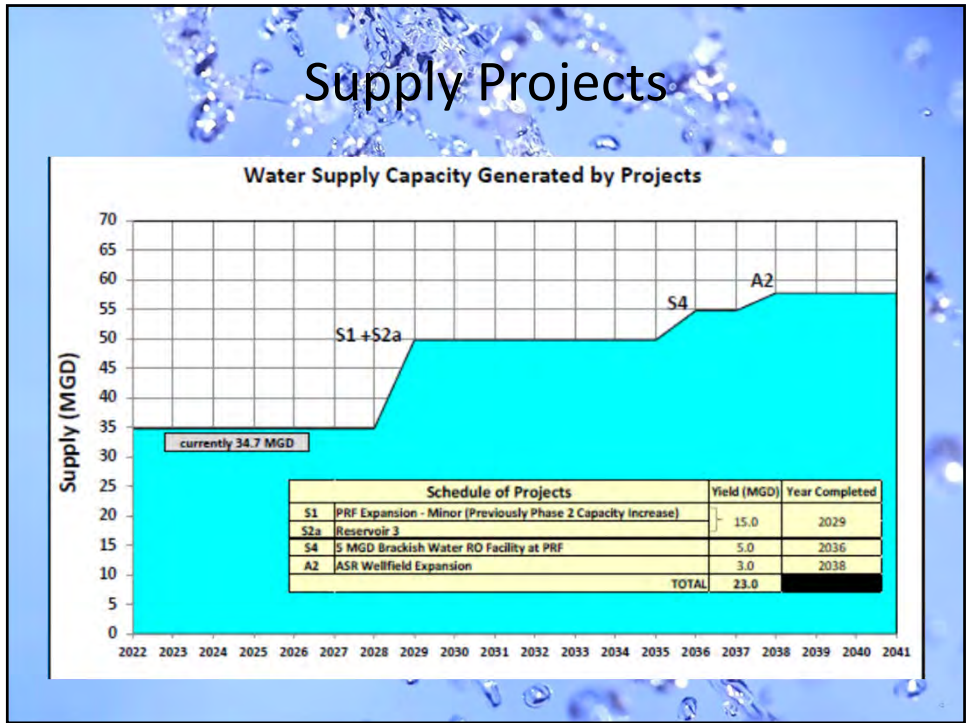 Supply Projects
Water Supply Capacity Generated by Projects
70
65
60
55
50
45
40
35
30
25
20
15
10
5
0
Supply (MGD)
S1 +S2a
S4
A2
currently 34.7 MGD
Schedule of Projects Yield (MGD) Year Completed
S1 PRF Expansion - Minor (Previously Phase 2 Capacity Increase) 15.0 2029
S2a Reservoir 3
S4 5 MGD Brackish Water RO Facility at PRF 5.0 2036
A2 ASR Wellfield Expansion 3.0 2038
TOTAL 23.0
2022 2023 2024 2025 2026 2027 2028 2029 2030 2031 2032 2033 2034 2035 2036 2037 2038 2039 2040 2041